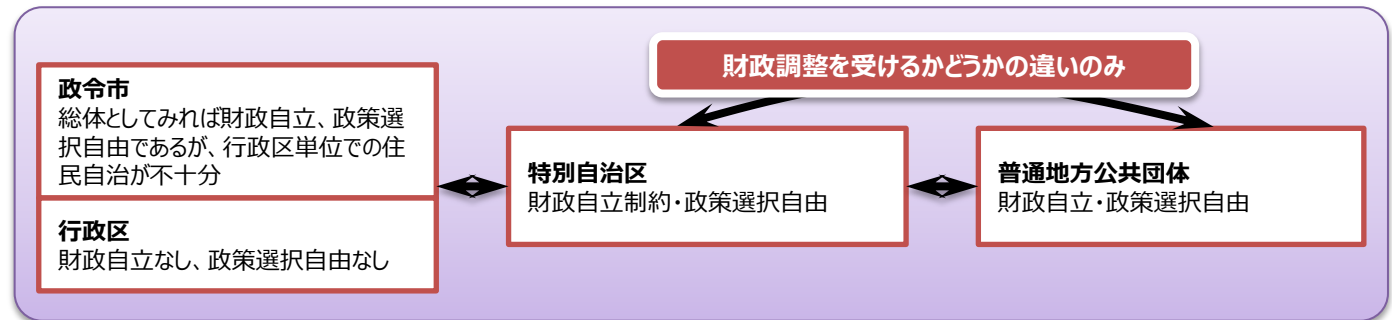 財政調整を受けるかどうかの違いのみ
政令市
総体としてみれば財政自立、政策選
択自由であるが、行政区単位での住
民自治が不十分
行政区
財政自立なし、政策選択自由なし
特別自治区
財政自立制約・政策選択自由
普通地方公共団体
財政自立・政策選択自由